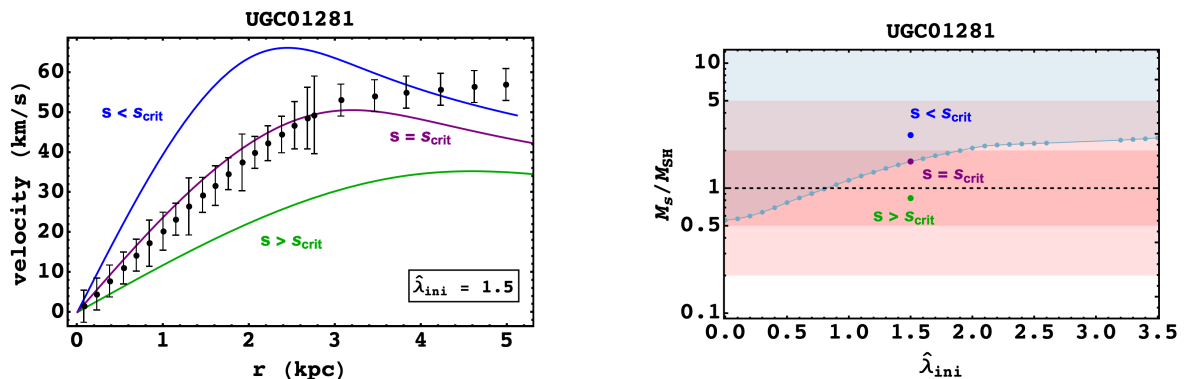 UGC01281
velocity (km/s)
60
50
40
30
20
10
0
s < s_crit
s = s_crit
s > s_crit
λ̂_ini = 1.5
0 1 2 3 4 5
r (kpc)
UGC01281
M_s/M_SH
10
5
1
0.5
0.1
s < s_crit
s = s_crit
s > s_crit
0.0 0.5 1.0 1.5 2.0 2.5 3.0 3.5
λ̂_ini